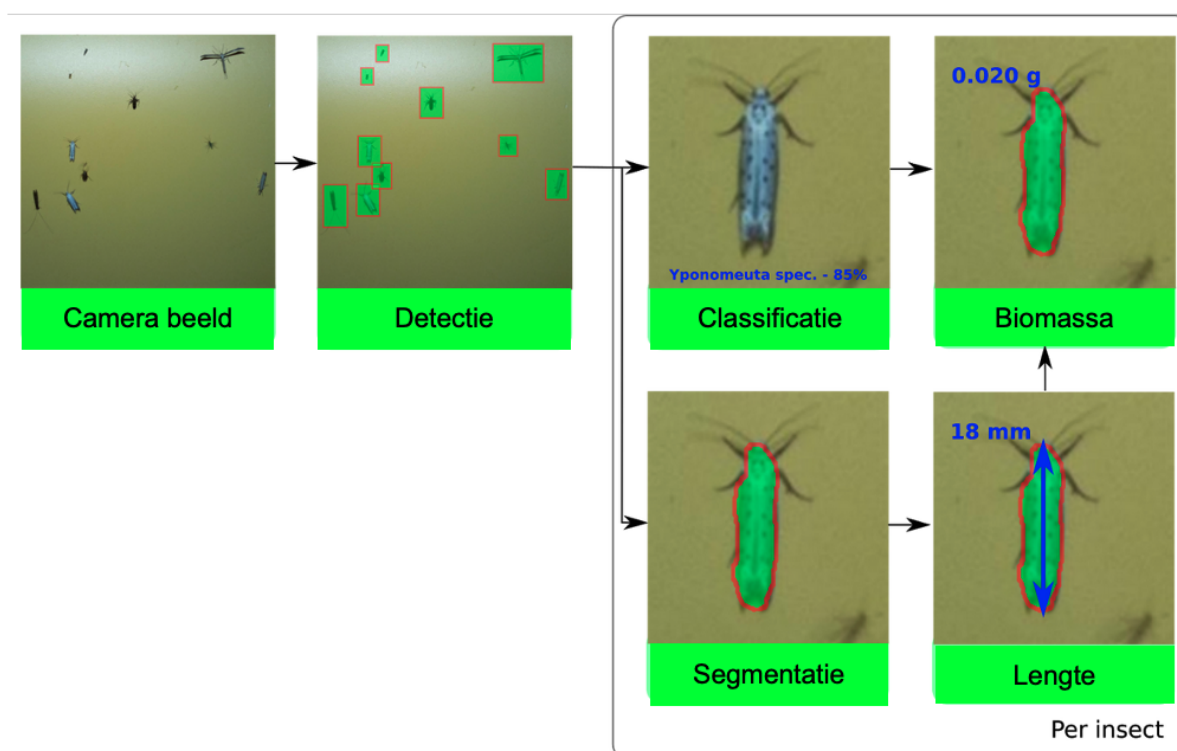 Camera beeld
Detectie
Yponomeuta spec. - 85%
Classificatie
0.020 g
Biomassa
Segmentatie
18 mm
Lengte
Per insect